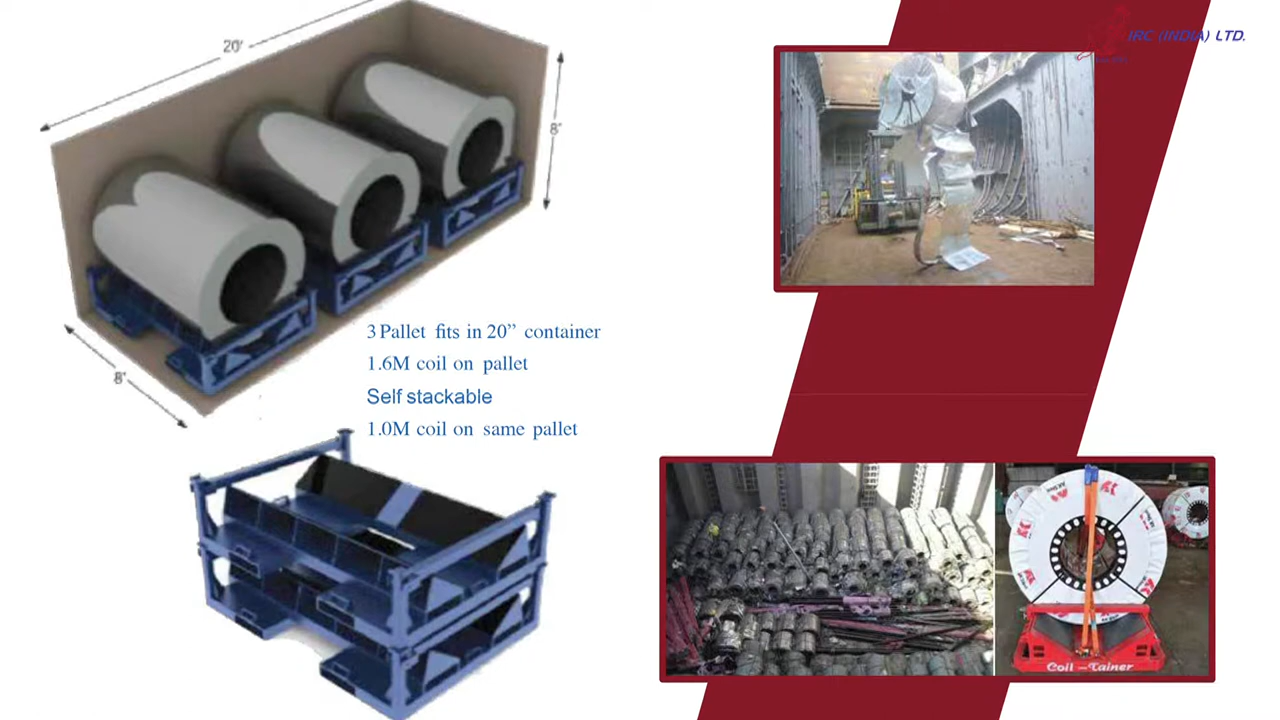 20'
8'
8'
3 Pallet fits in 20” container
1.6M coil on pallet
Self stackable
1.0M coil on same pallet
IRC (INDIA) LTD.
Coil-Tainer